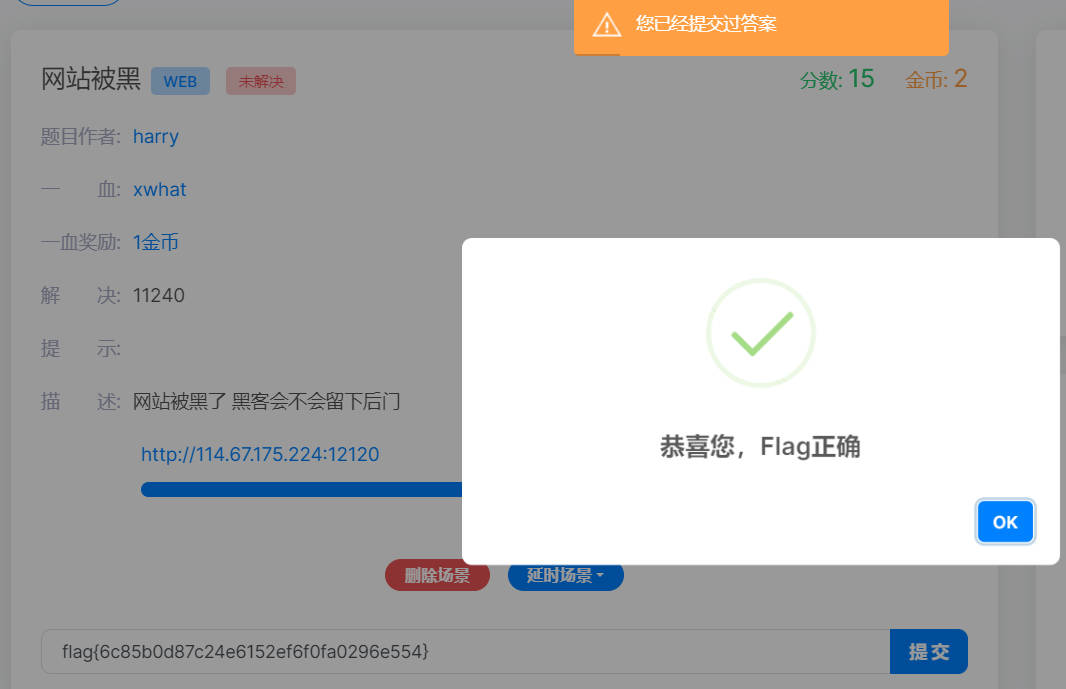 您已经提交过答案
网站被黑 WEB 未解决 分数: 15 金币: 2
题目作者: harry
一 血: xwhat
一血奖励: 1金币
解 决: 11240
提 示:
描 述: 网站被黑了 黑客会不会留下后门
http://114.67.175.224:12120
恭喜您，Flag正确
OK
删除场景 延时场景
flag{6c85b0d87c24e6152ef6f0fa0296e554} 提交